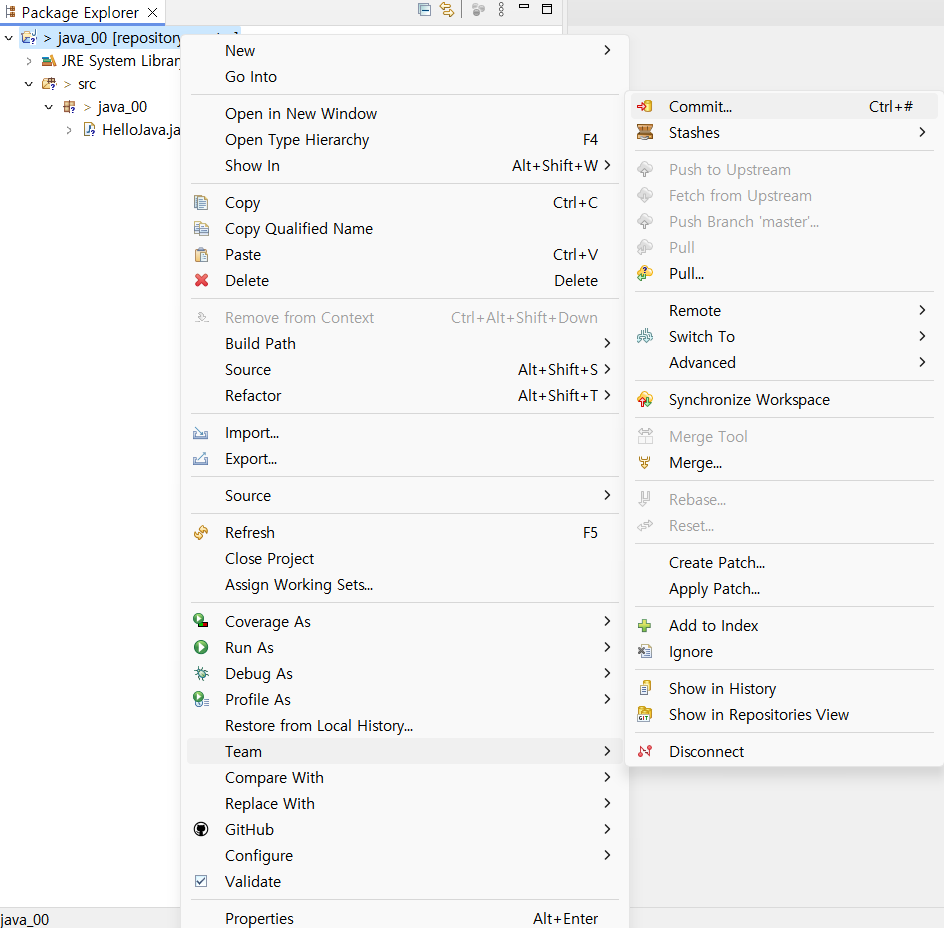 Package Explorer
> java_00 [repository
JRE System Library
> src
> java_00
HelloJava.ja
New
Go Into
Open in New Window
Open Type Hierarchy F4
Show In Alt+Shift+W
Copy Ctrl+C
Copy Qualified Name
Paste Ctrl+V
Delete Delete
Remove from Context Ctrl+Alt+Shift+Down
Build Path
Source Alt+Shift+S
Refactor Alt+Shift+T
Import...
Export...
Source
Refresh F5
Close Project
Assign Working Sets...
Coverage As
Run As
Debug As
Profile As
Restore from Local History...
Team
Compare With
Replace With
GitHub
Configure
Validate
Properties Alt+Enter
Commit... Ctrl+#
Stashes
Push to Upstream
Fetch from Upstream
Push Branch 'master'...
Pull
Pull...
Remote
Switch To
Advanced
Synchronize Workspace
Merge Tool
Merge...
Rebase...
Reset...
Create Patch...
Apply Patch...
Add to Index
Ignore
Show in History
Show in Repositories View
Disconnect
java_00